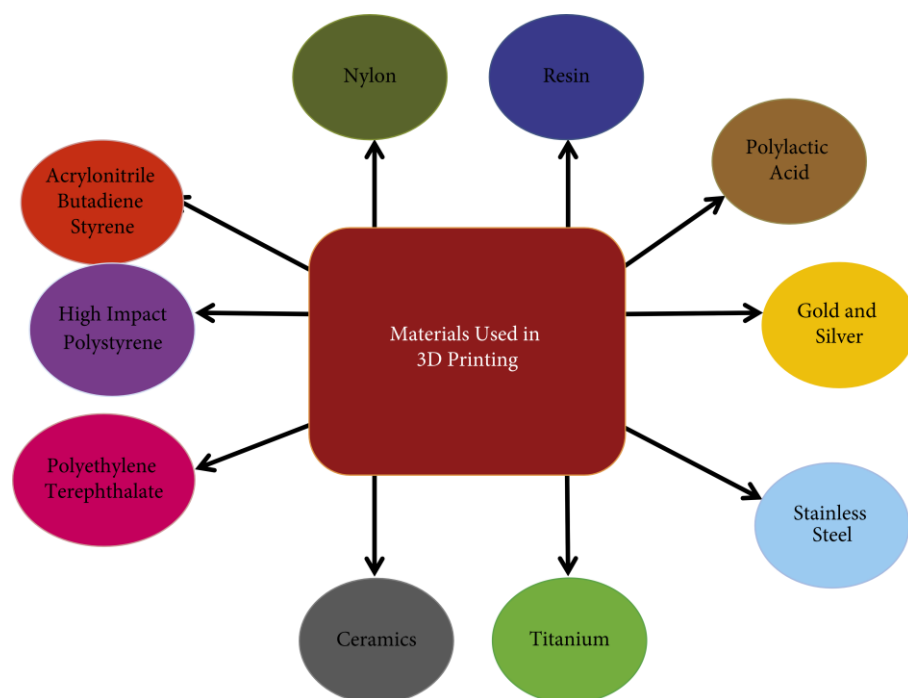 Nylon
Resin
Polylactic
Acid
Acrylonitrile
Butadiene
Styrene
High Impact
Polystyrene
Materials Used in
3D Printing
Gold and
Silver
Polyethylene
Terephthalate
Stainless
Steel
Ceramics
Titanium